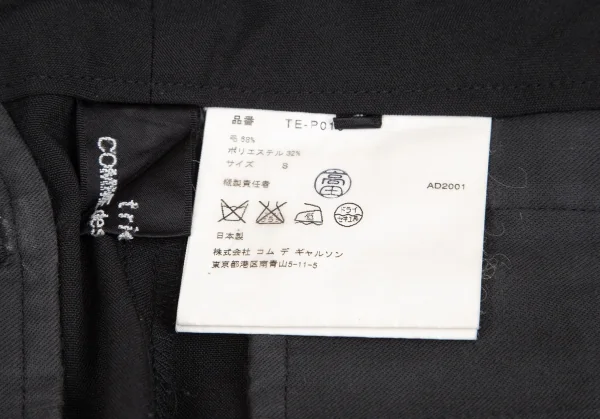 品番 TE-P01
毛 68%
ポリエステル 32%
サイズ S
縫製責任者 高
AD2001
ドライ
日本製
株式会社 コム デ ギャルソン
東京都港区南青山5-11-5
tri
COMME des